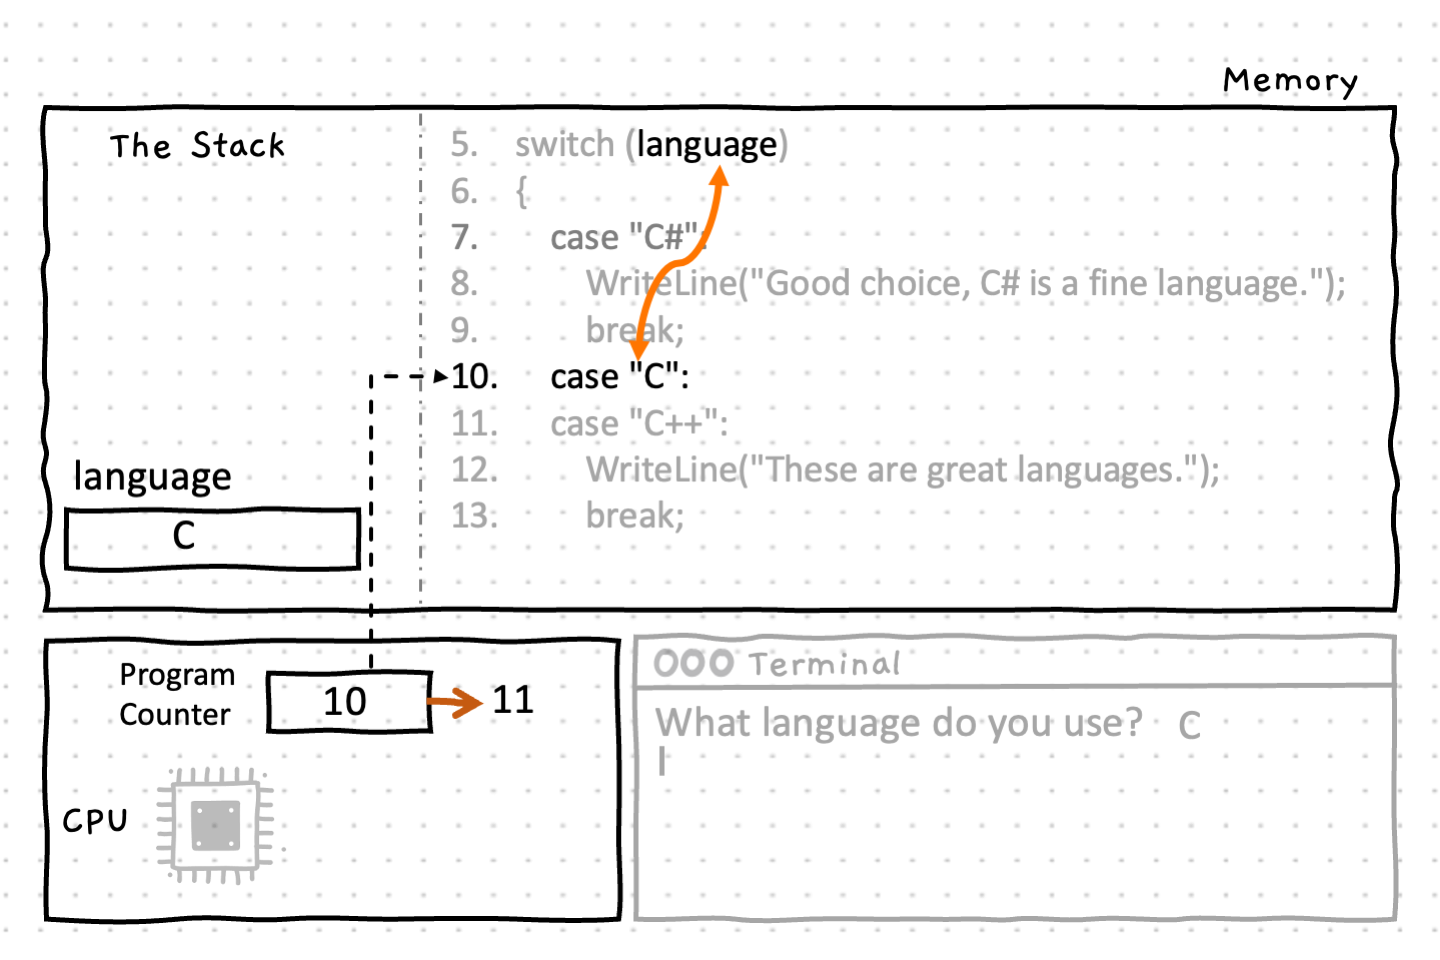 Memory
The Stack
5. switch (language)
6. {
7. case "C#":
8. WriteLine("Good choice, C# is a fine language.");
9. break;
10. case "C":
11. case "C++":
12. WriteLine("These are great languages.");
13. break;
language
C
Program
Counter
10
11
CPU
Terminal
What language do you use? C